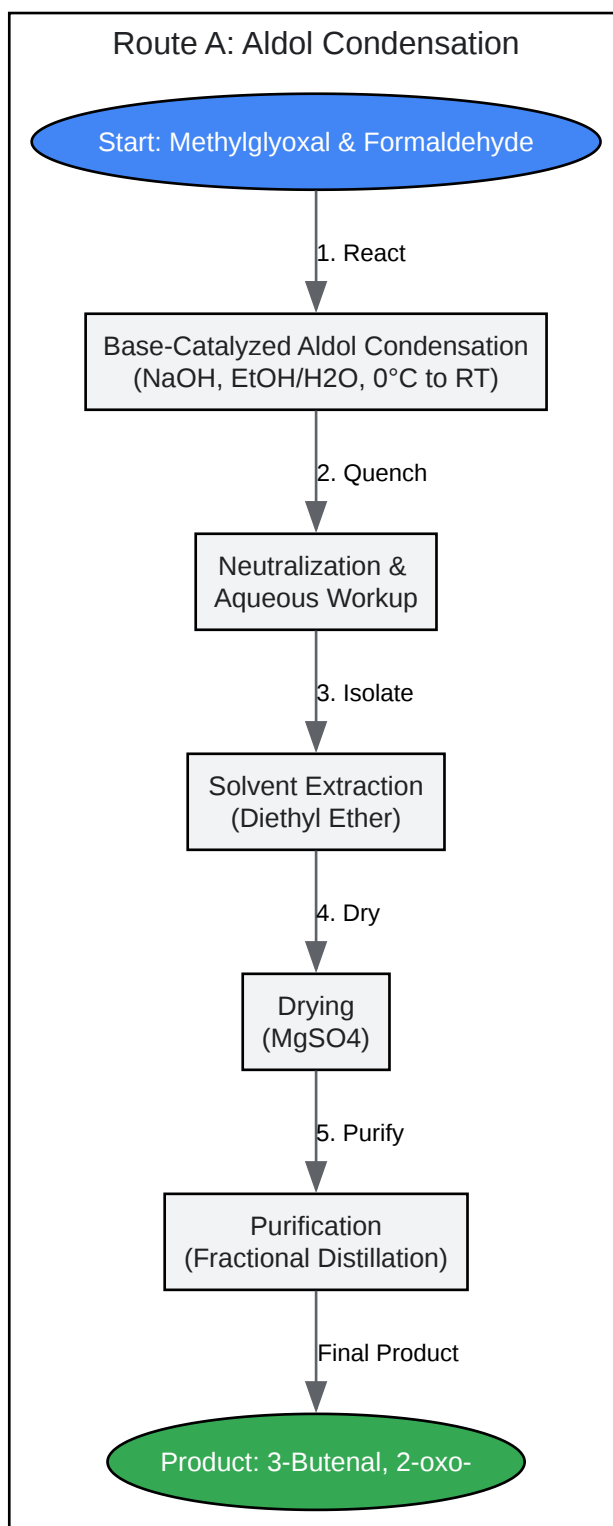 Route A: Aldol Condensation
Start: Methylglyoxal & Formaldehyde
1. React
Base-Catalyzed Aldol Condensation
(NaOH, EtOH/H2O, 0°C to RT)
2. Quench
Neutralization &
Aqueous Workup
3. Isolate
Solvent Extraction
(Diethyl Ether)
4. Dry
Drying
(MgSO4)
5. Purify
Purification
(Fractional Distillation)
Final Product
Product: 3-Butenal, 2-oxo-